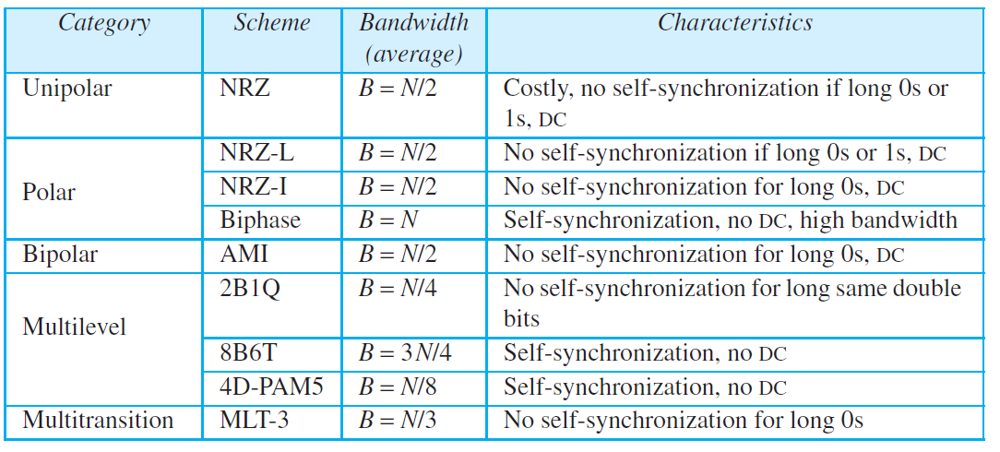 Category Scheme Bandwidth (average) Characteristics
Unipolar NRZ B = N/2 Costly, no self-synchronization if long 0s or
1s, DC
Polar
NRZ-L B = N/2 No self-synchronization if long 0s or 1s, DC
NRZ-I B = N/2 No self-synchronization for long 0s, DC
Biphase B = N Self-synchronization, no DC, high bandwidth
Bipolar AMI B = N/2 No self-synchronization for long 0s, DC
Multilevel
2B1Q B = N/4 No self-synchronization for long same double
bits
8B6T B = 3N/4 Self-synchronization, no DC
4D-PAM5 B = N/8 Self-synchronization, no DC
Multitransition MLT-3 B = N/3 No self-synchronization for long 0s